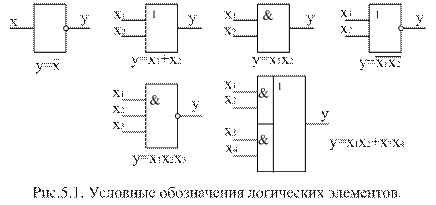 x y
y=x̄
x₁ x₂ 1 y
y=x₁+x₂
x₁ x₂ & y
y=x₁x₂
x₁ x₂ 1 y
y=x̅₁̅x̅₂̅
x₁ x₂ x₃ & y
y=x₁x₂x₃
x₁ x₂ & 1
x₃ x₄ & y
y=x₁x₂+x₃x₄
Рис.5.1. Условные обозначения логических элементов.